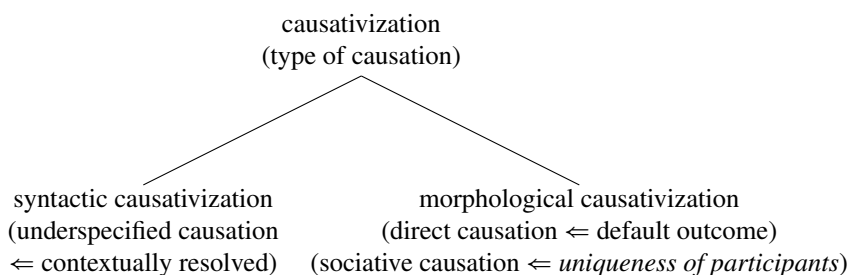 causativization
(type of causation)
syntactic causativization
(underspecified causation
⇐ contextually resolved)
morphological causativization
(direct causation ⇐ default outcome)
(sociative causation ⇐ uniqueness of participants)